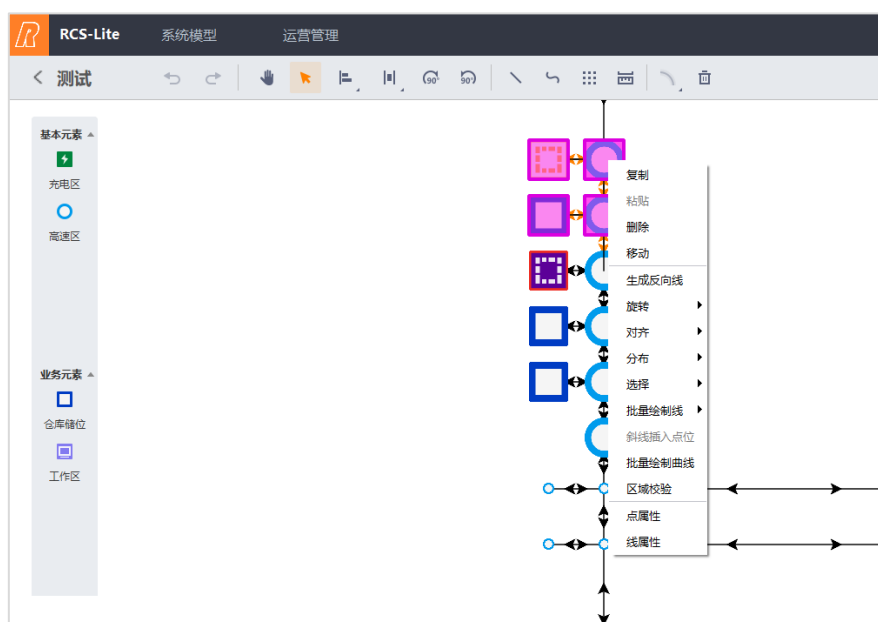 RCS-Lite 系统模型 运营管理
测试 90° 90°
基本元素
充电区
高速区
业务元素
仓库储位
工作区
复制
粘贴
删除
移动
生成反向线
旋转
对齐
分布
选择
批量绘制线
斜线插入点位
批量绘制曲线
区域校验
点属性
线属性